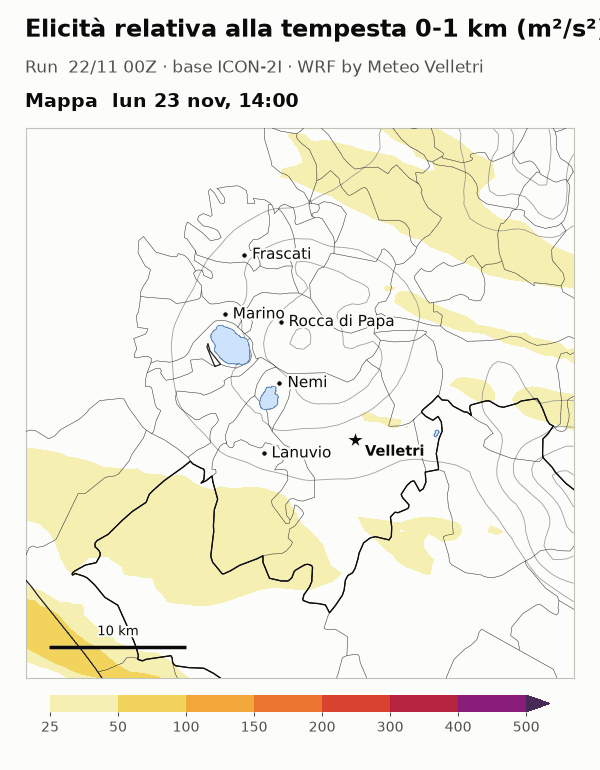 Elicità relativa alla tempesta 0-1 km (m²/s²)
Run 22/11 00Z · base ICON-2I · WRF by Meteo Velletri
Mappa lun 23 nov, 14:00
Frascati
Marino
Rocca di Papa
Nemi
Velletri
Lanuvio
10 km
25 50 100 150 200 300 400 500